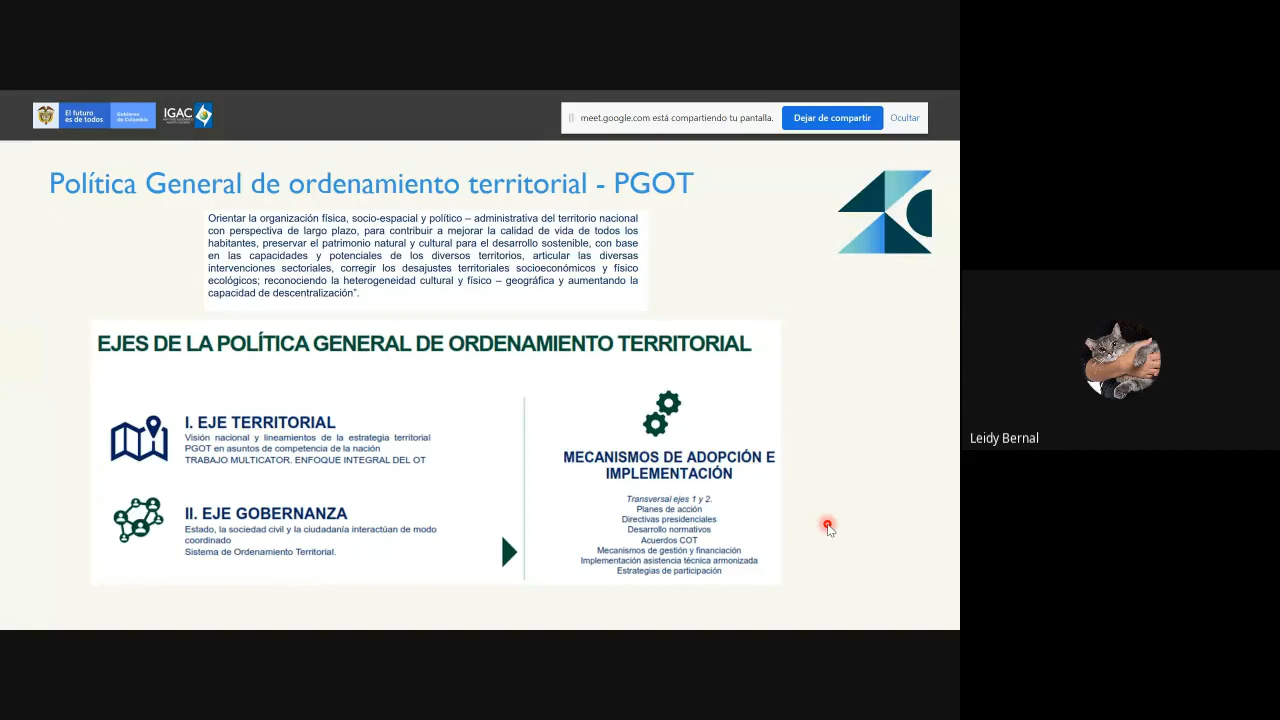 El futuro
es de todos
Gobierno
de Colombia
IGAC
meet.google.com está compartiendo tu pantalla.
Dejar de compartir
Ocultar
Política General de ordenamiento territorial - PGOT
Orientar la organización física, socio-espacial y político – administrativa del territorio nacional
con perspectiva de largo plazo, para contribuir a mejorar la calidad de vida de todos los
habitantes, preservar el patrimonio natural y cultural para el desarrollo sostenible, con base
en las capacidades y potenciales de los diversos territorios, articular las diversas
intervenciones sectoriales, corregir los desajustes territoriales socioeconómicos y físico
ecológicos; reconociendo la heterogeneidad cultural y físico – geográfica y aumentando la
capacidad de descentralización”.
EJES DE LA POLÍTICA GENERAL DE ORDENAMIENTO TERRITORIAL
I. EJE TERRITORIAL
Visión nacional y lineamientos de la estrategia territorial
PGOT en asuntos de competencia de la nación
TRABAJO MULTICATOR. ENFOQUE INTEGRAL DEL OT
II. EJE GOBERNANZA
Estado, la sociedad civil y la ciudadanía interactúan de modo
coordinado
Sistema de Ordenamiento Territorial.
MECANISMOS DE ADOPCIÓN E
IMPLEMENTACIÓN
Transversal ejes 1 y 2.
Planes de acción
Directivas presidenciales
Desarrollo normativos
Acuerdos COT
Mecanismos de gestión y financiación
Implementación asistencia técnica armonizada
Estrategias de participación
Leidy Bernal